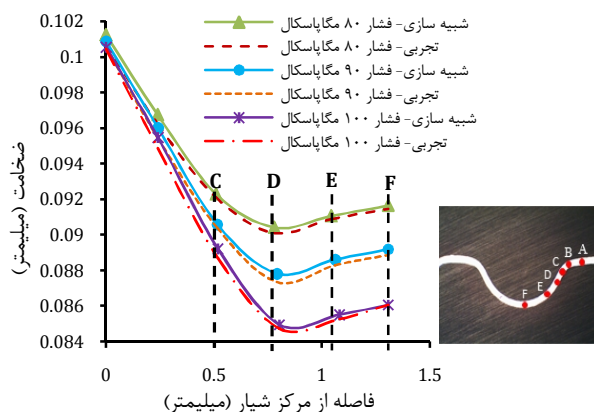 شبیه سازی- فشار ۸۰ مگاپاسکال
تجربی- فشار ۸۰ مگاپاسکال
شبیه سازی- فشار ۹۰ مگاپاسکال
تجربی- فشار ۹۰ مگاپاسکال
شبیه سازی- فشار ۱۰۰ مگاپاسکال
تجربی- فشار ۱۰۰ مگاپاسکال
0.102
0.1
0.098
0.096
0.094
0.092
0.09
0.088
0.086
0.084
ضخامت (میلیمتر)
C D E F
0 0.5 1 1.5
فاصله از مرکز شیار (میلیمتر)
A
B
C
D
E
F